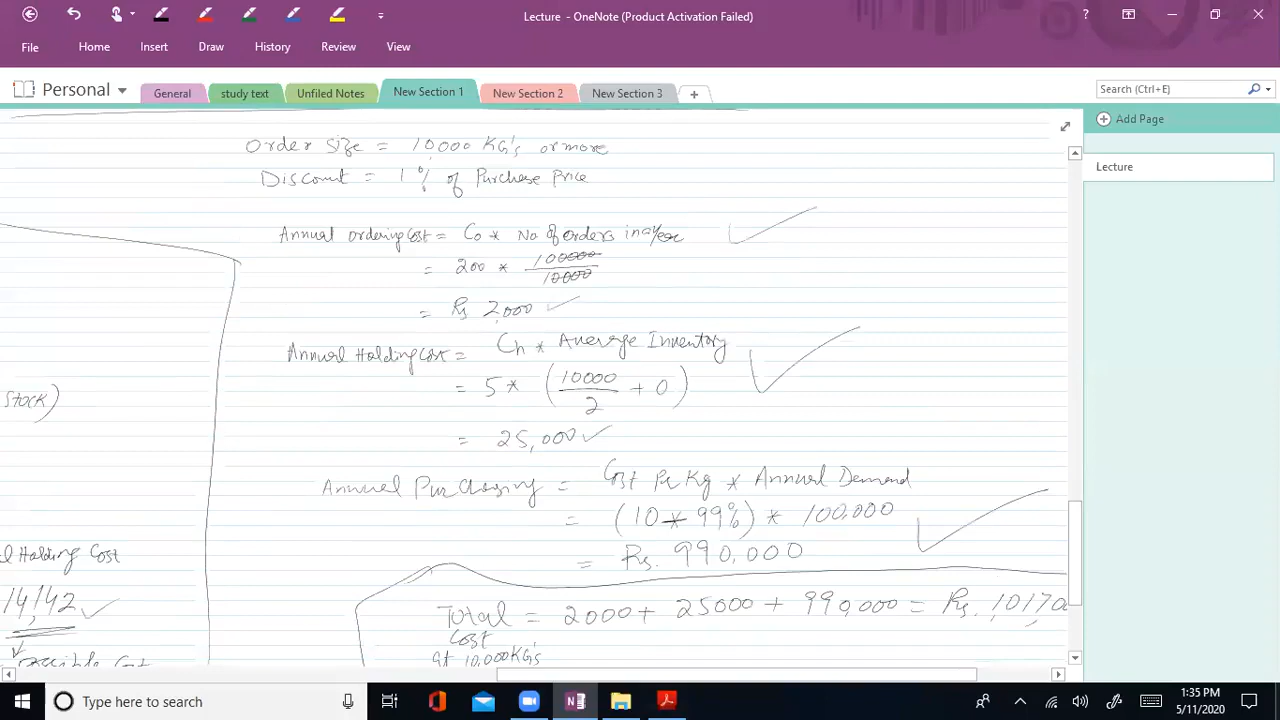 Lecture - OneNote (Product Activation Failed)
File Home Insert Draw History Review View
Personal General study text Unfiled Notes New Section 1 New Section 2 New Section 3 Search (Ctrl+E)
Add Page
Lecture
Order Size = 10000 KG's or more
Discount = 1% of Purchase Price
Annual ordering Cost = Co * No of orders in a year
= 200 * 100000
10000
= Rs 2,000
Annual Holding Cost = Ch * Average Inventory
= 5 * (10000 + 0)
2
Stock)
= 25,000
Annual Purchasing = Cost Per Kg * Annual Demand
= (10 * 99%) * 100,000
Holding Cost
= Rs. 990,000
14,142
Total = 2000 + 25000 + 990,000 = Rs. 10170
Cost
at 10,000KG's
Cost
Type here to search
1:35 PM
5/11/2020